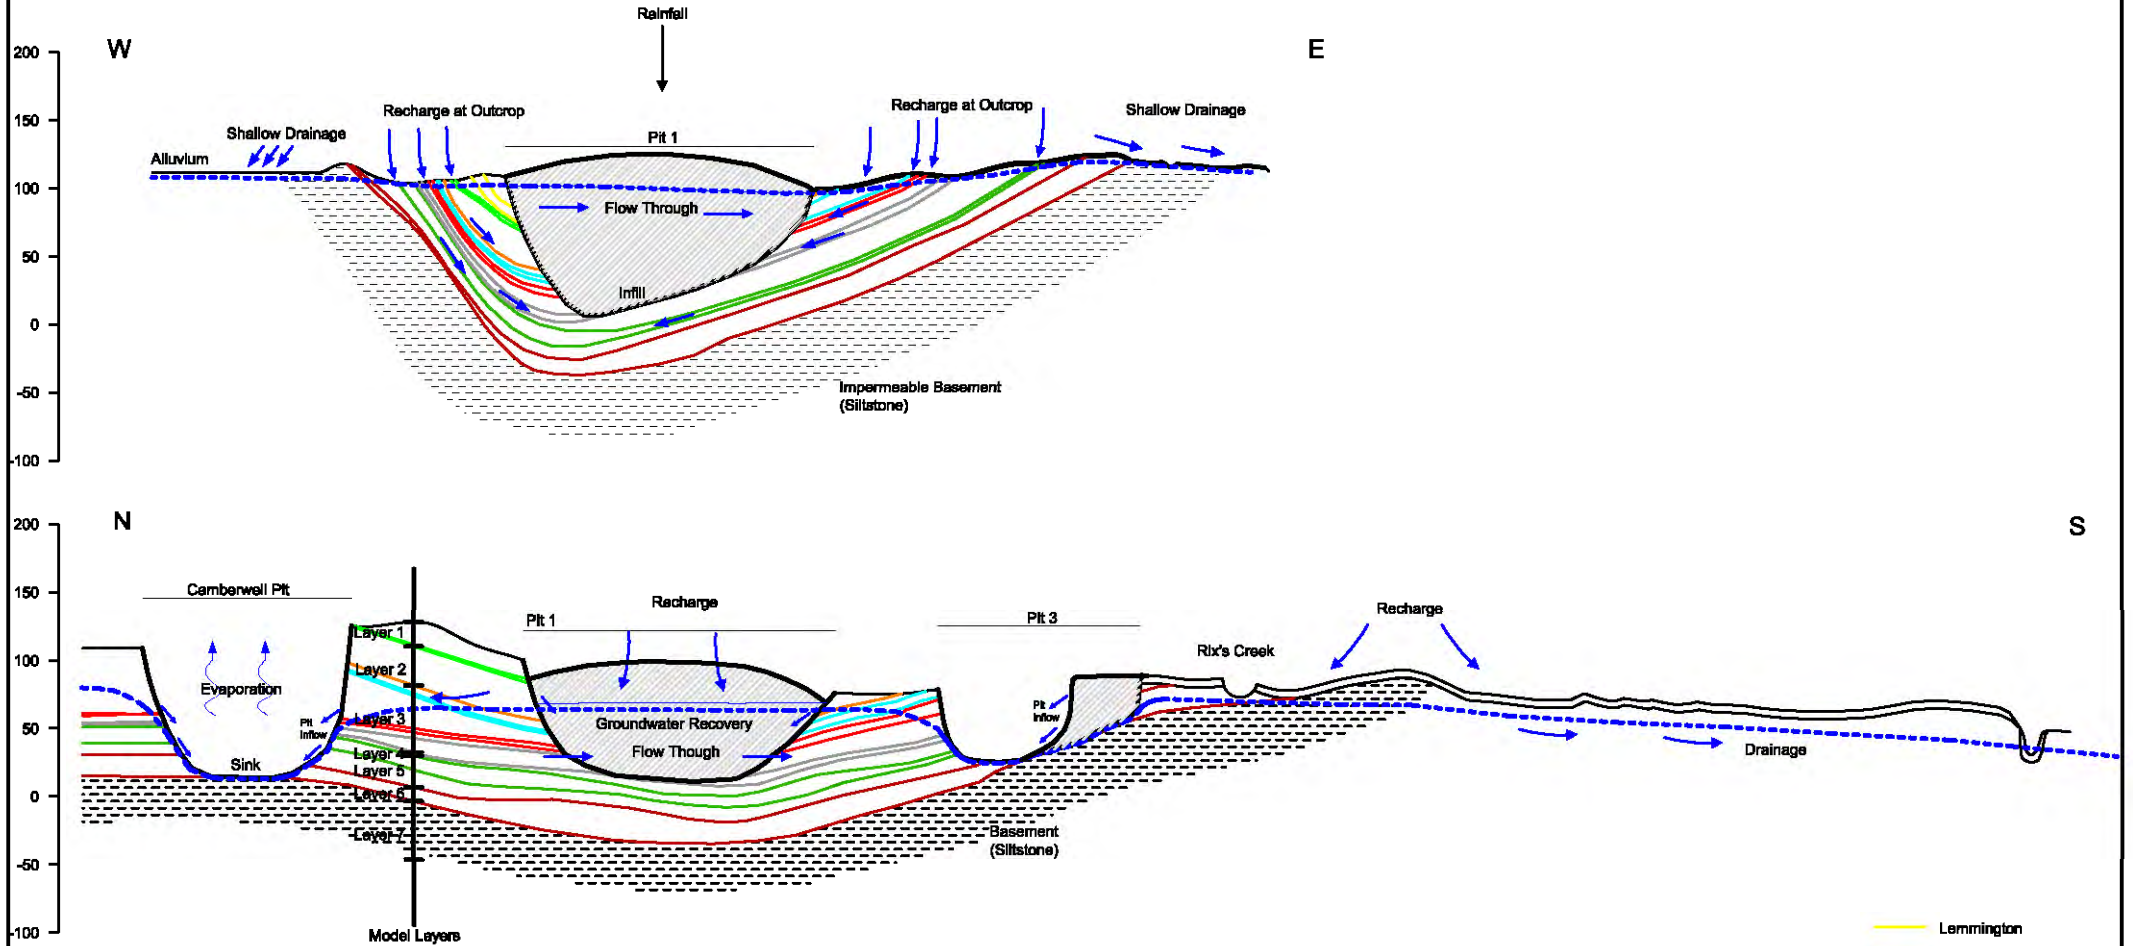 Rainfall
W
E
200
150
100
50
0
-50
-100
Shallow Drainage
Recharge at Outcrop
Pit 1
Recharge at Outcrop
Shallow Drainage
Alluvium
Flow Through
Infill
Impermeable Basement
(Siltstone)
N
S
200
150
100
50
0
-50
-100
Camberwell Pit
Pit 1
Recharge
Pit 3
Recharge
Rix's Creek
Layer 1
Layer 2
Layer 3
Layer 4
Layer 5
Layer 6
Layer 7
Evaporation
Pit
Inflow
Sink
Groundwater Recovery
Flow Though
Pit
Inflow
Drainage
Basement
(Siltstone)
Model Layers
Lemmington